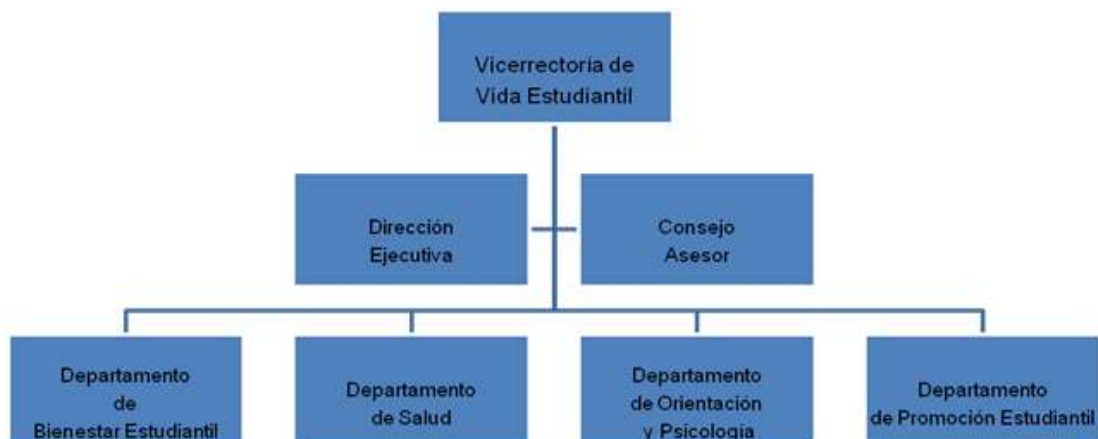 Vicerrectoría de
Vida Estudiantil
Dirección
Ejecutiva
Consejo
Asesor
Departamento
de
Bienestar Estudiantil
Departamento
de Salud
Departamento
de Orientación
y Psicología
Departamento
de Promoción Estudiantil